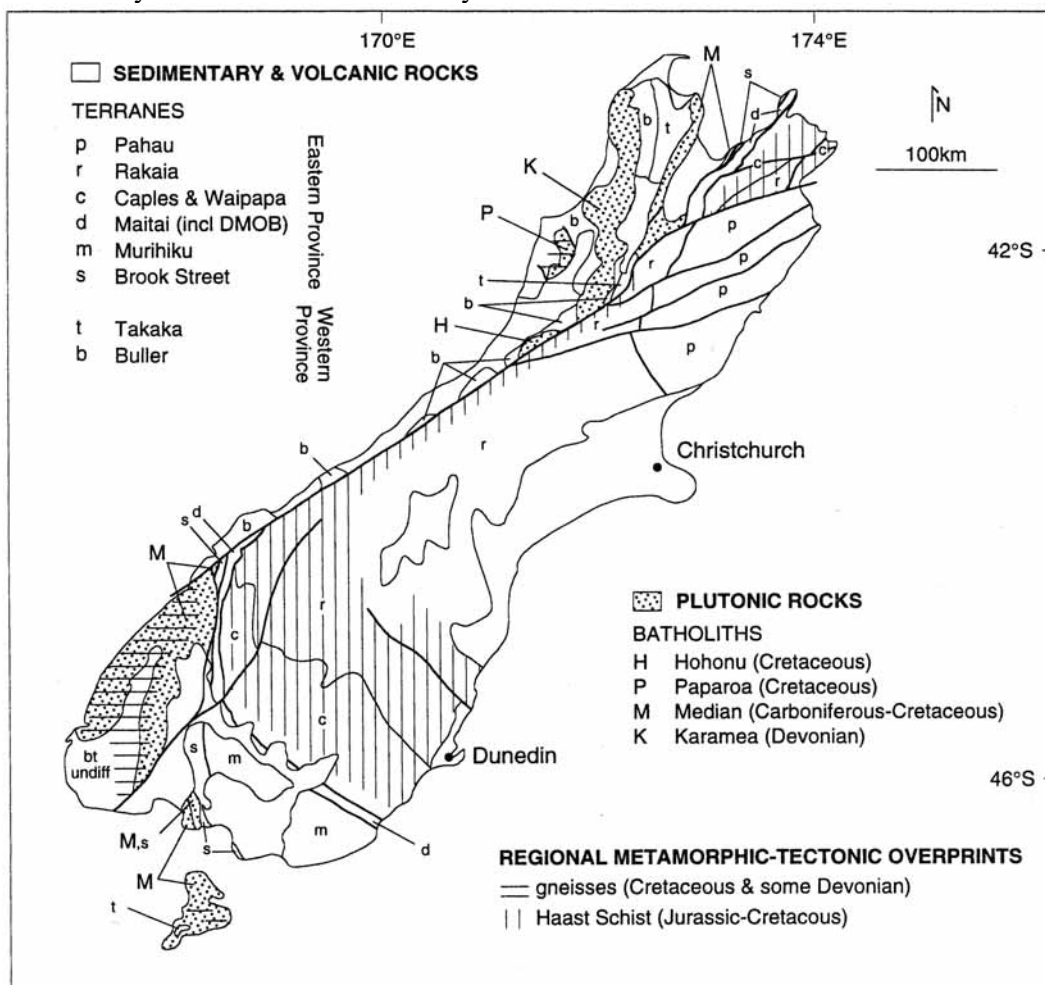 170°E
174°E
SEDIMENTARY & VOLCANIC ROCKS
TERRANES
p Pahau
r Rakaia
c Caples & Waipapa
d Maitai (incl DMOB)
m Murihiku
s Brook Street
t Takaka
b Buller
Eastern Province
Western Province
N
100km
42°S
46°S
M
s
d
b
t
K
c
c
r
P
b
p
r
p
t
p
b
H
r
p
b
r
b
Christchurch
s
d
b
M
r
c
c
bt
undiff
s
m
Dunedin
M,s
s
m
d
M
t
PLUTONIC ROCKS
BATHOLITHS
H Hohonu (Cretaceous)
P Paparoa (Cretaceous)
M Median (Carboniferous-Cretaceous)
K Karamea (Devonian)
REGIONAL METAMORPHIC-TECTONIC OVERPRINTS
gneisses (Cretaceous & some Devonian)
Haast Schist (Jurassic-Cretacous)